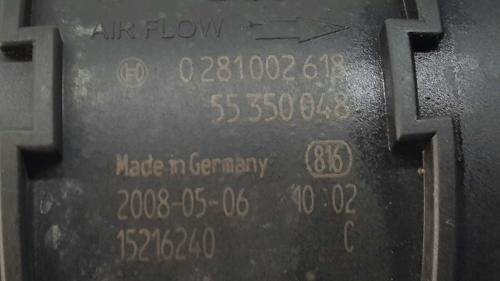 AIR FLOW
0 281 002 618
55 350 048
Made in Germany 816
2008-05-06 10:02
15216240 C